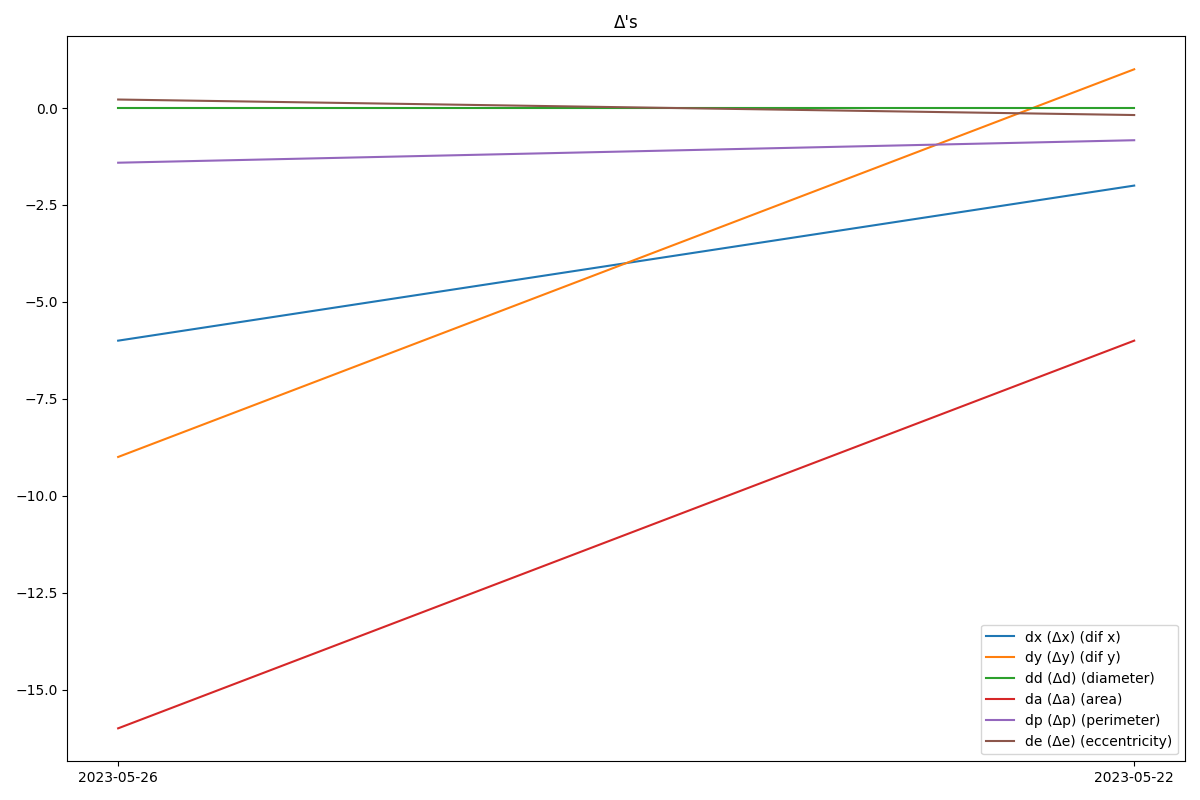 Δ's
0.0
−2.5
−5.0
−7.5
−10.0
−12.5
−15.0
dx (Δx) (dif x)
dy (Δy) (dif y)
dd (Δd) (diameter)
da (Δa) (area)
dp (Δp) (perimeter)
de (Δe) (eccentricity)
2023-05-26
2023-05-22